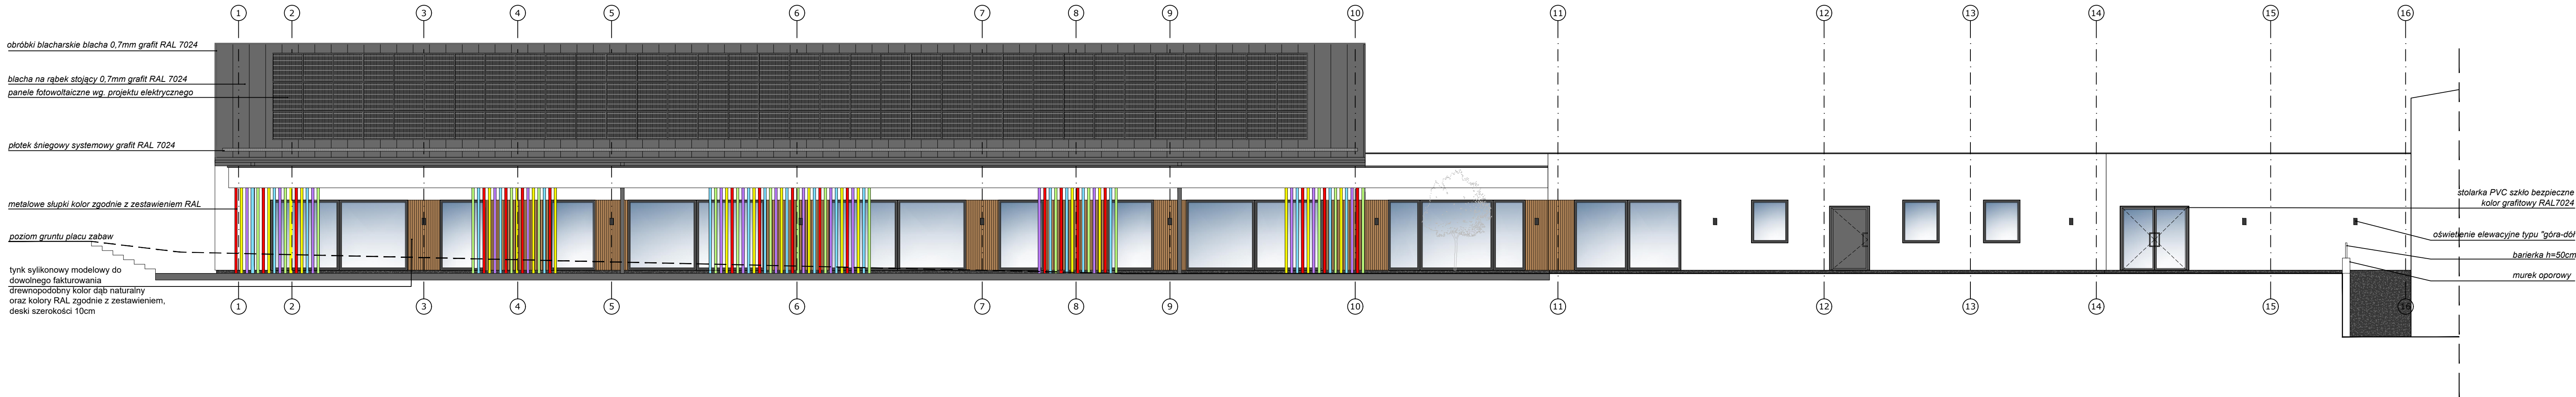 1 2 3 4 5 6 7 8 9 10 11 12 13 14 15 16
obróbki blacharskie blacha 0,7mm grafit RAL 7024
blacha na rąbek stojący 0,7mm grafit RAL 7024
panele fotowoltaiczne wg. projektu elektrycznego
płotek śniegowy systemowy grafit RAL 7024
metalowe słupki kolor zgodnie z zestawieniem RAL
poziom gruntu placu zabaw
tynk sylikonowy modelowy do
dowolnego fakturowania
drewnopodobny kolor dąb naturalny
oraz kolory RAL zgodnie z zestawieniem,
deski szerokości 10cm
stolarka PVC szkło bezpieczne
kolor grafitowy RAL7024
oświetlenie elewacyjne typu "góra-dół
barierka h=50cm
murek oporowy
1 2 3 4 5 6 7 8 9 10 11 12 13 14 15 16